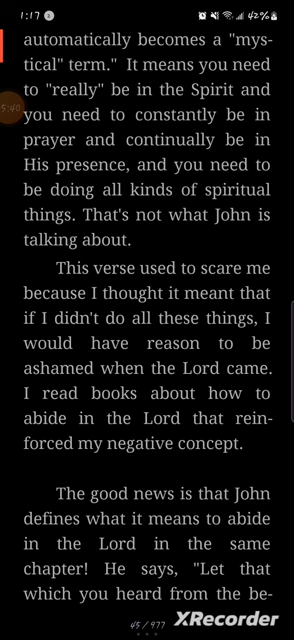 1:17 2 42%
automatically becomes a "mys-
tical" term."  It means you need
to "really" be in the Spirit and
5:40
you need to constantly be in
prayer and continually be in
His presence, and you need to
be doing all kinds of spiritual
things. That's not what John is
talking about.
This verse used to scare me
because I thought it meant that
if I didn't do all these things, I
would have reason to be
ashamed when the Lord came.
I read books about how to
abide in the Lord that rein-
forced my negative concept.
The good news is that John
defines what it means to abide
in the Lord in the same
chapter! He says, "Let that
which you heard from the be-
45 / 977 XRecorder